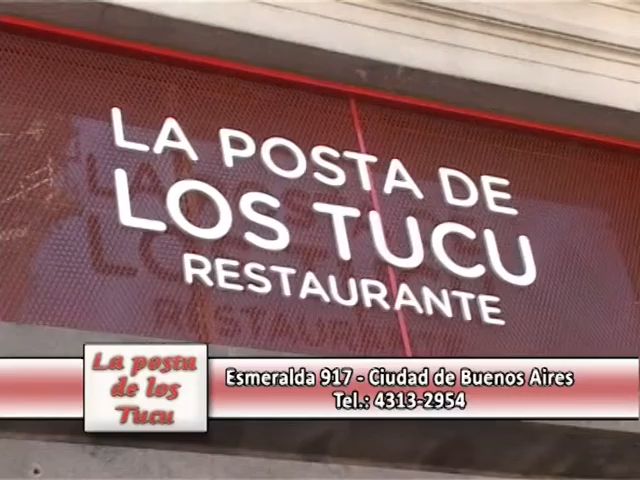 LA POSTA DE
LOS TUCU
RESTAURANTE
La posta
de los
Tucu
Esmeralda 917 - Ciudad de Buenos Aires
Tel.: 4313-2954